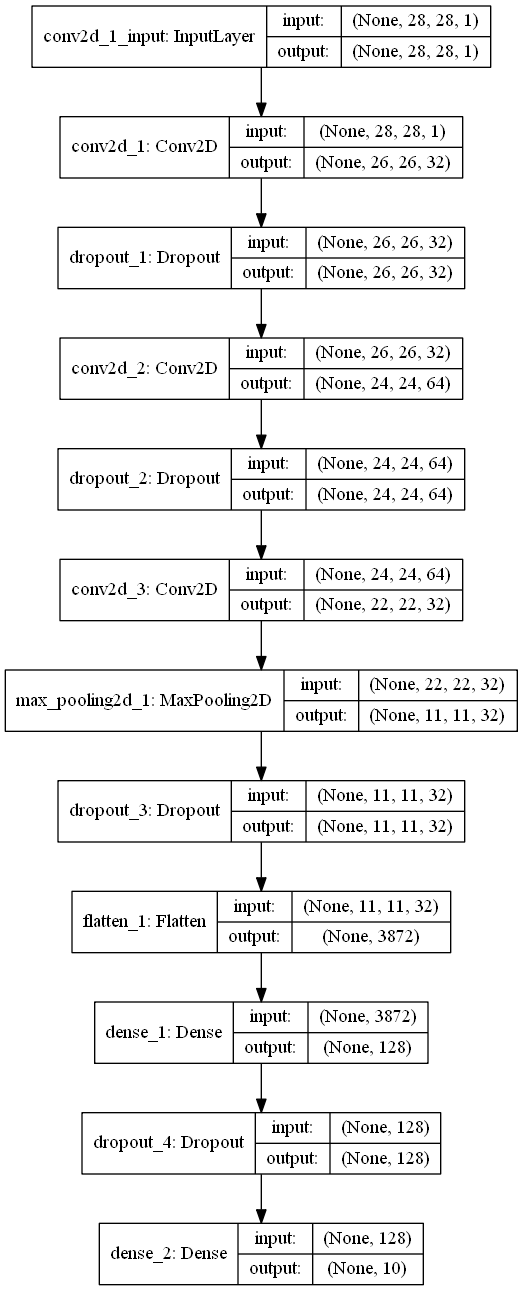 conv2d_1_input: InputLayer
input: (None, 28, 28, 1)
output: (None, 28, 28, 1)
conv2d_1: Conv2D
input: (None, 28, 28, 1)
output: (None, 26, 26, 32)
dropout_1: Dropout
input: (None, 26, 26, 32)
output: (None, 26, 26, 32)
conv2d_2: Conv2D
input: (None, 26, 26, 32)
output: (None, 24, 24, 64)
dropout_2: Dropout
input: (None, 24, 24, 64)
output: (None, 24, 24, 64)
conv2d_3: Conv2D
input: (None, 24, 24, 64)
output: (None, 22, 22, 32)
max_pooling2d_1: MaxPooling2D
input: (None, 22, 22, 32)
output: (None, 11, 11, 32)
dropout_3: Dropout
input: (None, 11, 11, 32)
output: (None, 11, 11, 32)
flatten_1: Flatten
input: (None, 11, 11, 32)
output: (None, 3872)
dense_1: Dense
input: (None, 3872)
output: (None, 128)
dropout_4: Dropout
input: (None, 128)
output: (None, 128)
dense_2: Dense
input: (None, 128)
output: (None, 10)